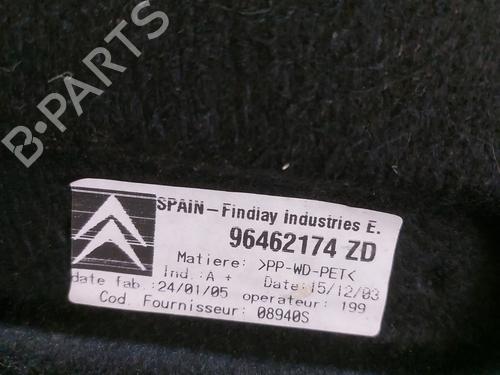 B-PARTS
SPAIN- Findlay industries E.
96462174 ZD
Matiere: >PP-WD-PET<
Ind.:A + Date:15/12/03
date fab.:24/01/05 operateur: 199
Cod. Fournisseur: 08940S